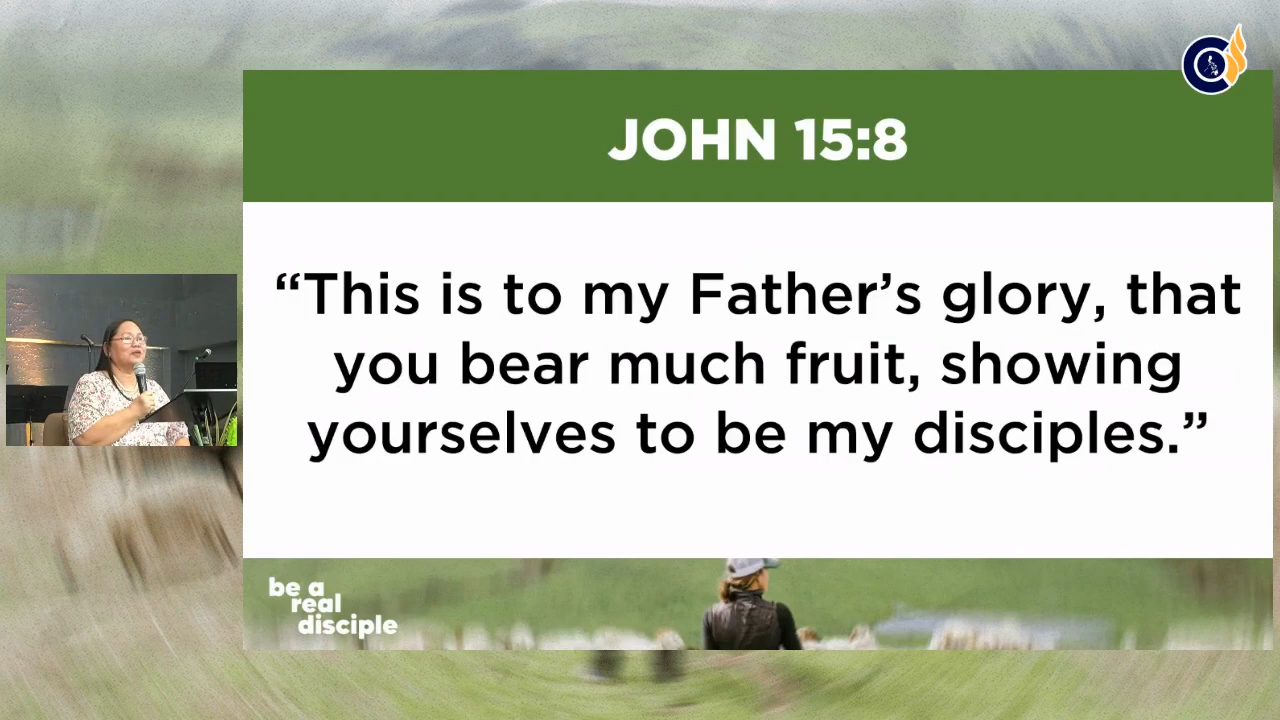 JOHN 15:8
“This is to my Father’s glory, that
you bear much fruit, showing
yourselves to be my disciples.”
be a
real
disciple